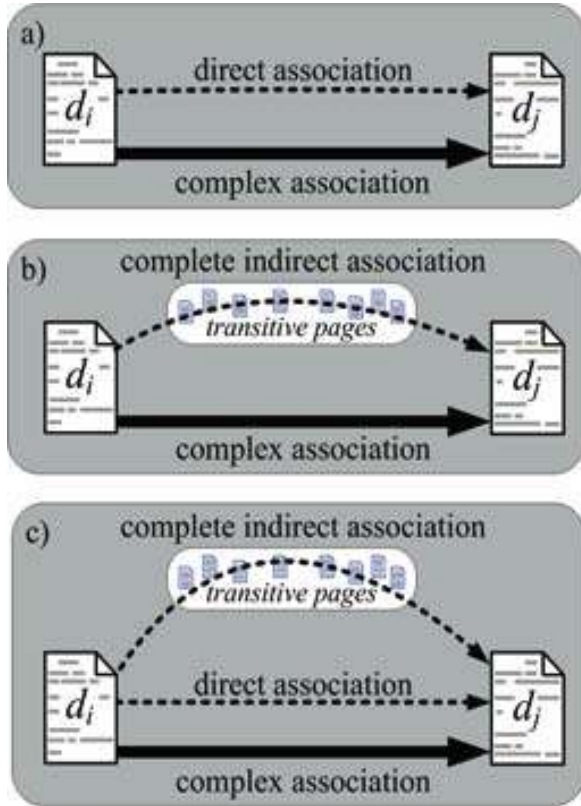 a)
direct association
d_i
d_j
complex association
b)
complete indirect association
transitive pages
d_i
d_j
complex association
c)
complete indirect association
transitive pages
direct association
d_i
d_j
complex association